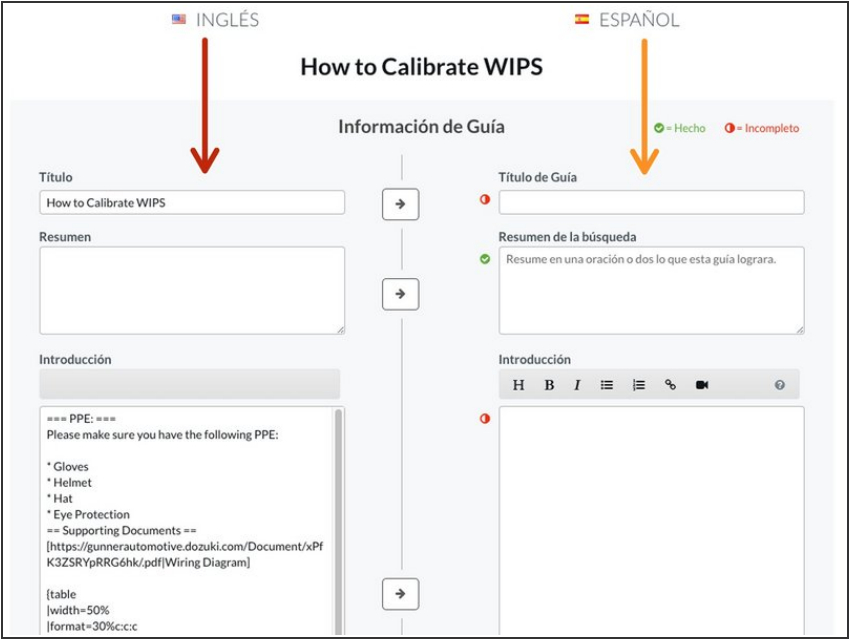 INGLÉS
ESPAÑOL
How to Calibrate WIPS
Información de Guía
= Hecho
= Incompleto
Título
How to Calibrate WIPS
Título de Guía
Resumen
Resumen de la búsqueda
Resume en una oración o dos lo que esta guía lograra.
Introducción
Introducción
H B I
=== PPE: ===
Please make sure you have the following PPE:
* Gloves
* Helmet
* Hat
* Eye Protection
== Supporting Documents ==
[https://gunnerautomotive.dozuki.com/Document/xPf
K3ZSRYpRRG6hk/.pdf|Wiring Diagram]
{table
|width=50%
|format=30%c:c:c